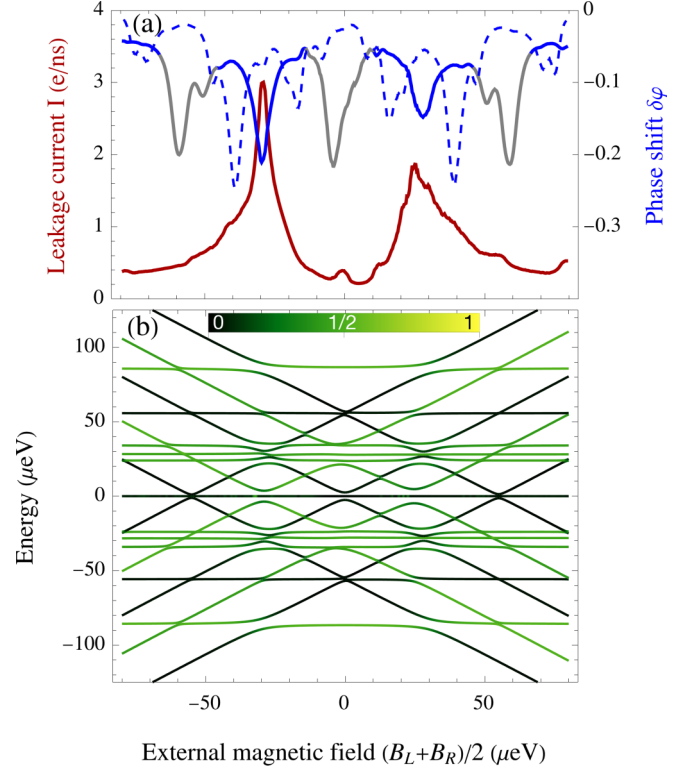 (a)
4
3
2
1
0
Leakage current I (e/ns)
0
−0.1
−0.2
−0.3
Phase shift δφ
(b)
0 1/2 1
100
50
0
−50
−100
Energy (μeV)
−50 0 50
External magnetic field (B_L+B_R)/2 (μeV)